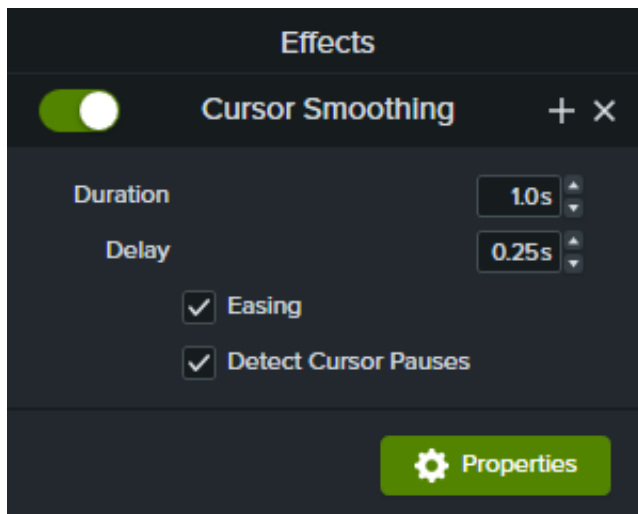 Effects
Cursor Smoothing
Duration 1.0s
Delay 0.25s
Easing
Detect Cursor Pauses
Properties